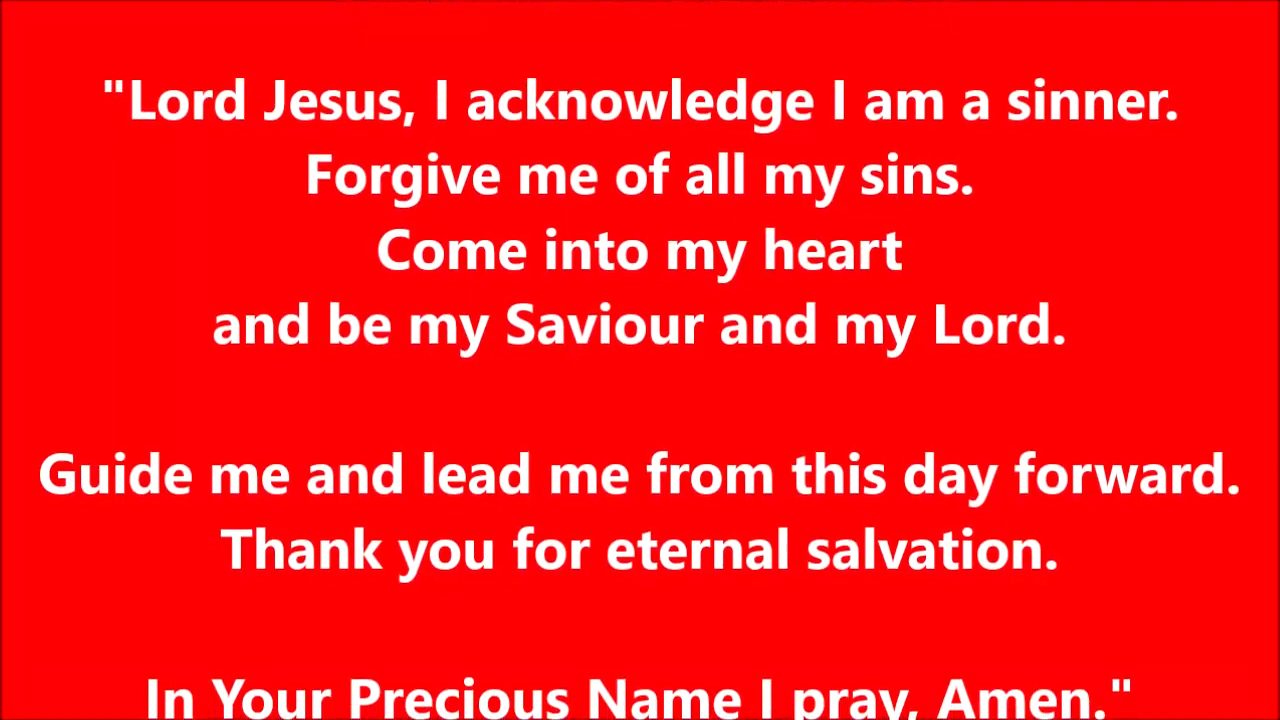 "Lord Jesus, I acknowledge I am a sinner.
Forgive me of all my sins.
Come into my heart
and be my Saviour and my Lord.
Guide me and lead me from this day forward.
Thank you for eternal salvation.
In Your Precious Name I pray, Amen."